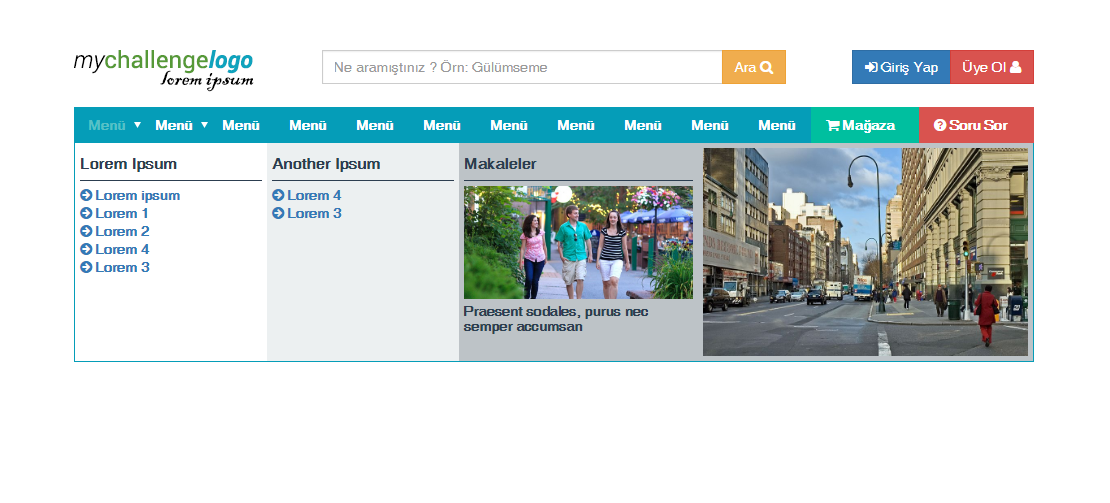 mychallengelogo
lorem ipsum
Ne aramıştınız ? Örn: Gülümseme
Ara
Giriş Yap
Üye Ol
Menü Menü Menü Menü Menü Menü Menü Menü Menü Menü Menü Mağaza Soru Sor
Lorem Ipsum
Lorem ipsum
Lorem 1
Lorem 2
Lorem 4
Lorem 3
Another Ipsum
Lorem 4
Lorem 3
Makaleler
Praesent sodales, purus nec
semper accumsan